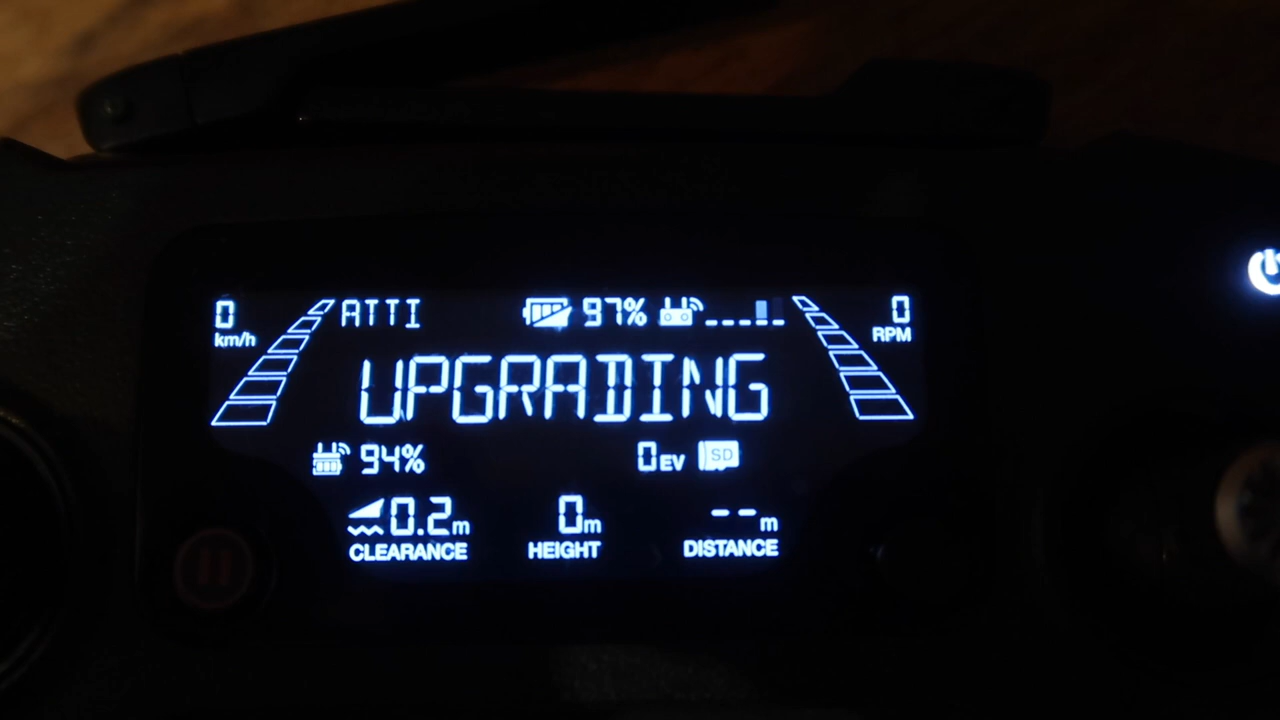 0 ATTI 97% 0
km/h RPM
UPGRADING
94% 0 EV SD
0.2m 0m --m
CLEARANCE HEIGHT DISTANCE